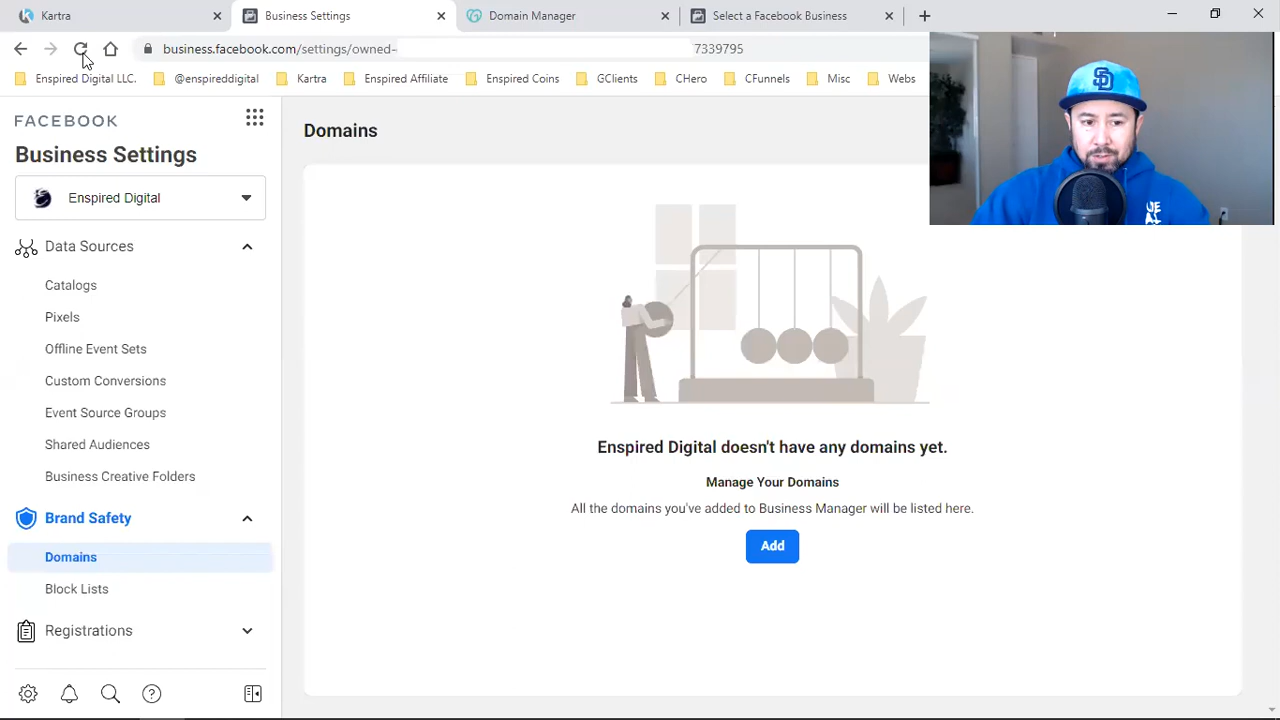 Kartra
Business Settings
Domain Manager
Select a Facebook Business
business.facebook.com/settings/owned-
7339795
Enspired Digital LLC.
@enspireddigital
Kartra
Enspired Affiliate
Enspired Coins
GClients
CHero
CFunnels
Misc
Webs
FACEBOOK
Business Settings
Enspired Digital
Data Sources
Catalogs
Pixels
Offline Event Sets
Custom Conversions
Event Source Groups
Shared Audiences
Business Creative Folders
Brand Safety
Domains
Block Lists
Registrations
Domains
SD
Enspired Digital doesn't have any domains yet.
Manage Your Domains
All the domains you've added to Business Manager will be listed here.
Add